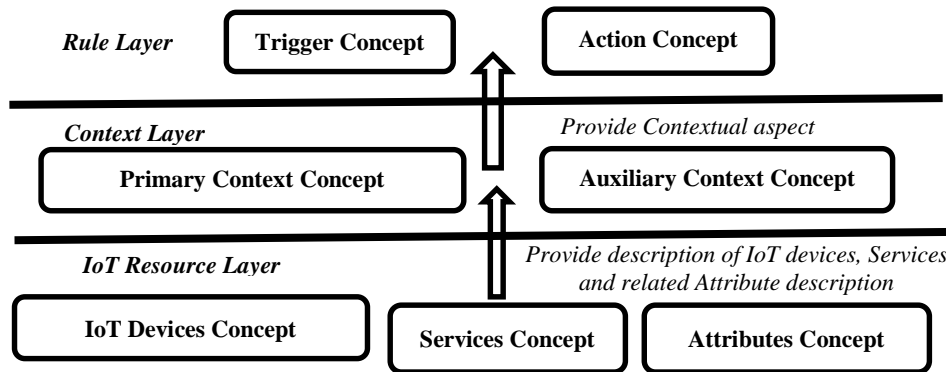 Rule Layer
Trigger Concept
Action Concept
Context Layer
Provide Contextual aspect
Primary Context Concept
Auxiliary Context Concept
IoT Resource Layer
Provide description of IoT devices, Services
and related Attribute description
IoT Devices Concept
Services Concept
Attributes Concept